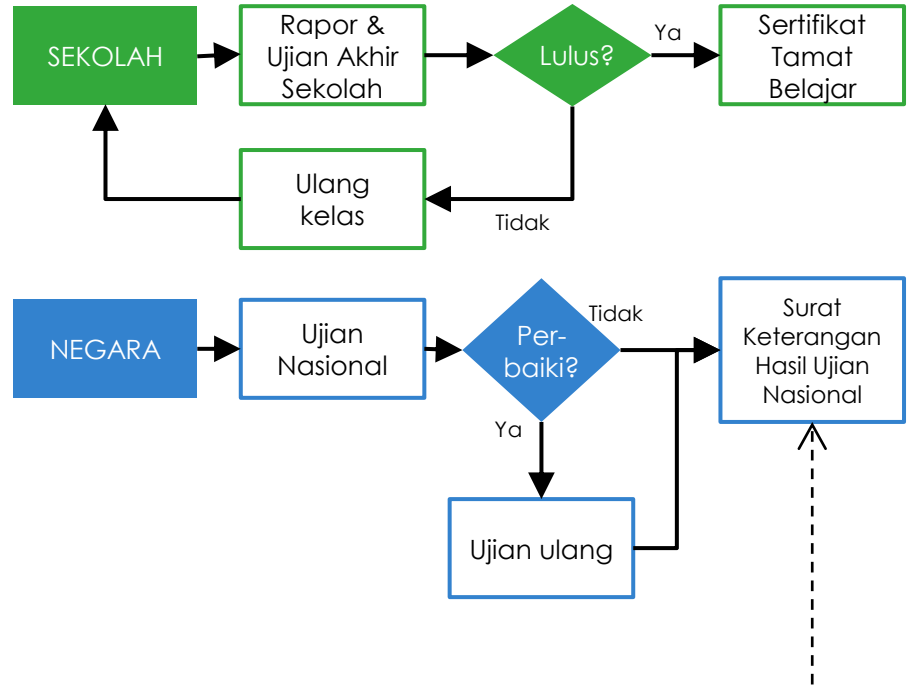 SEKOLAH
Rapor &
Ujian Akhir
Sekolah
Lulus?
Ya
Sertifikat
Tamat
Belajar
Ulang
kelas
Tidak
NEGARA
Ujian
Nasional
Per-
baiki?
Tidak
Surat
Keterangan
Hasil Ujian
Nasional
Ya
Ujian ulang